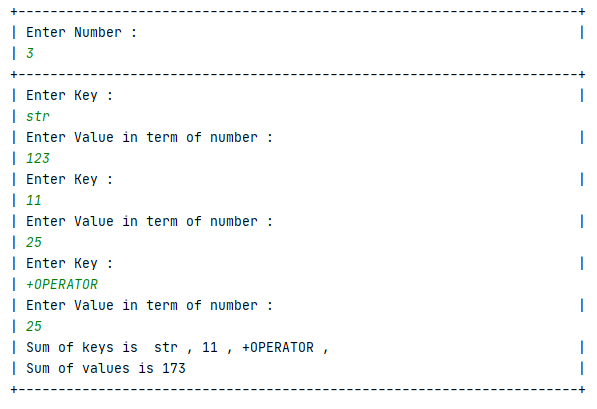 +----------------------------------------------------------------------+
| Enter Number :                                                       |
| 3
+----------------------------------------------------------------------+
| Enter Key :                                                          |
| str
| Enter Value in term of number :                                      |
| 123
| Enter Key :                                                          |
| 11
| Enter Value in term of number :                                      |
| 25
| Enter Key :                                                          |
| +OPERATOR
| Enter Value in term of number :                                      |
| 25
| Sum of keys is  str , 11 , +OPERATOR ,                               |
| Sum of values is 173                                                 |
+----------------------------------------------------------------------+